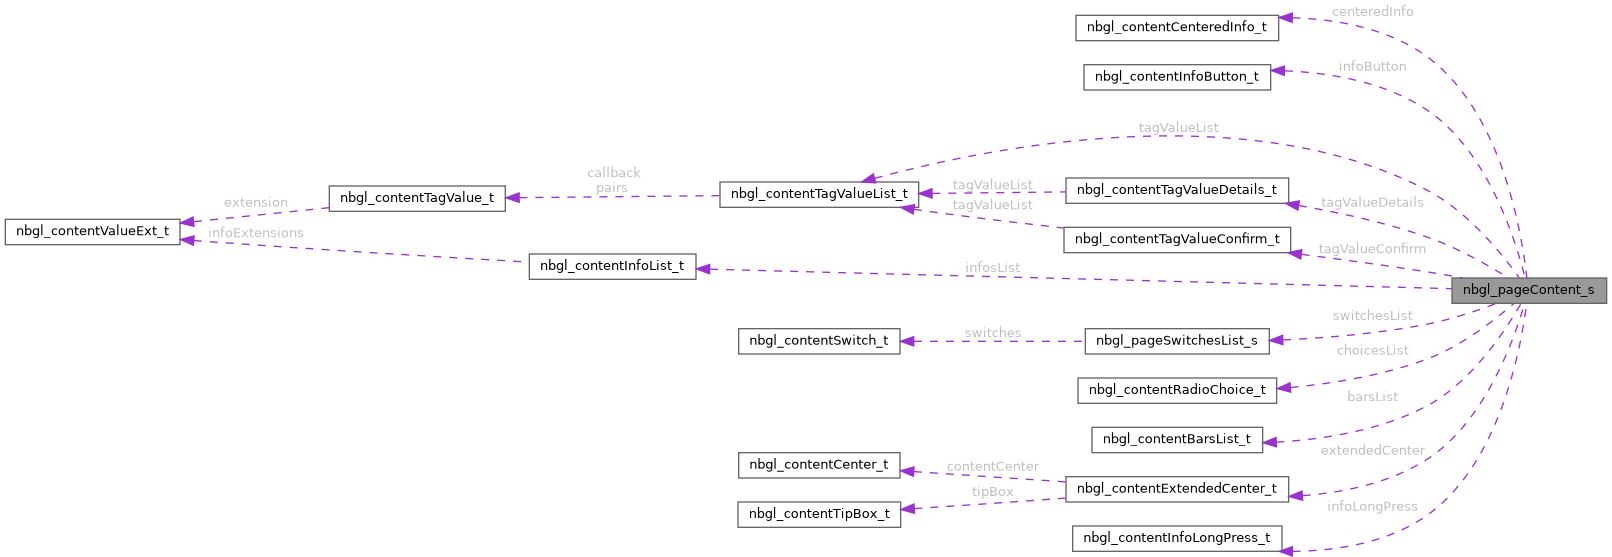 centeredInfo
nbgl_contentCenteredInfo_t
infoButton
nbgl_contentInfoButton_t
tagValueList
callback
pairs
tagValueList
nbgl_contentTagValueDetails_t
nbgl_contentTagValueList_t
nbgl_contentTagValue_t
extension
tagValueList
tagValueDetails
nbgl_contentValueExt_t
infoExtensions
nbgl_contentTagValueConfirm_t
tagValueConfirm
nbgl_contentInfoList_t
infosList
nbgl_pageContent_s
switchesList
switches
nbgl_contentSwitch_t
nbgl_pageSwitchesList_s
choicesList
nbgl_contentRadioChoice_t
barsList
nbgl_contentBarsList_t
extendedCenter
nbgl_contentCenter_t
contentCenter
nbgl_contentExtendedCenter_t
tipBox
infoLongPress
nbgl_contentTipBox_t
nbgl_contentInfoLongPress_t